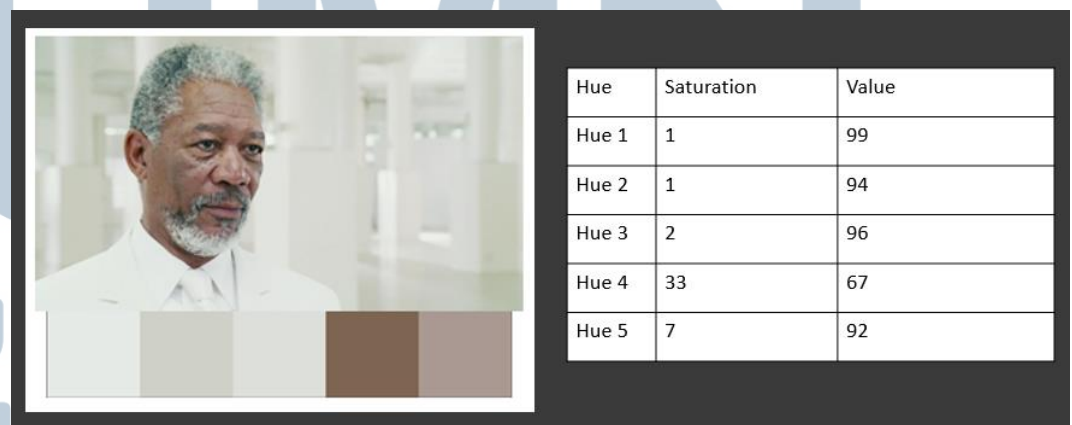 Hue Saturation Value
Hue 1 1 99
Hue 2 1 94
Hue 3 2 96
Hue 4 33 67
Hue 5 7 92